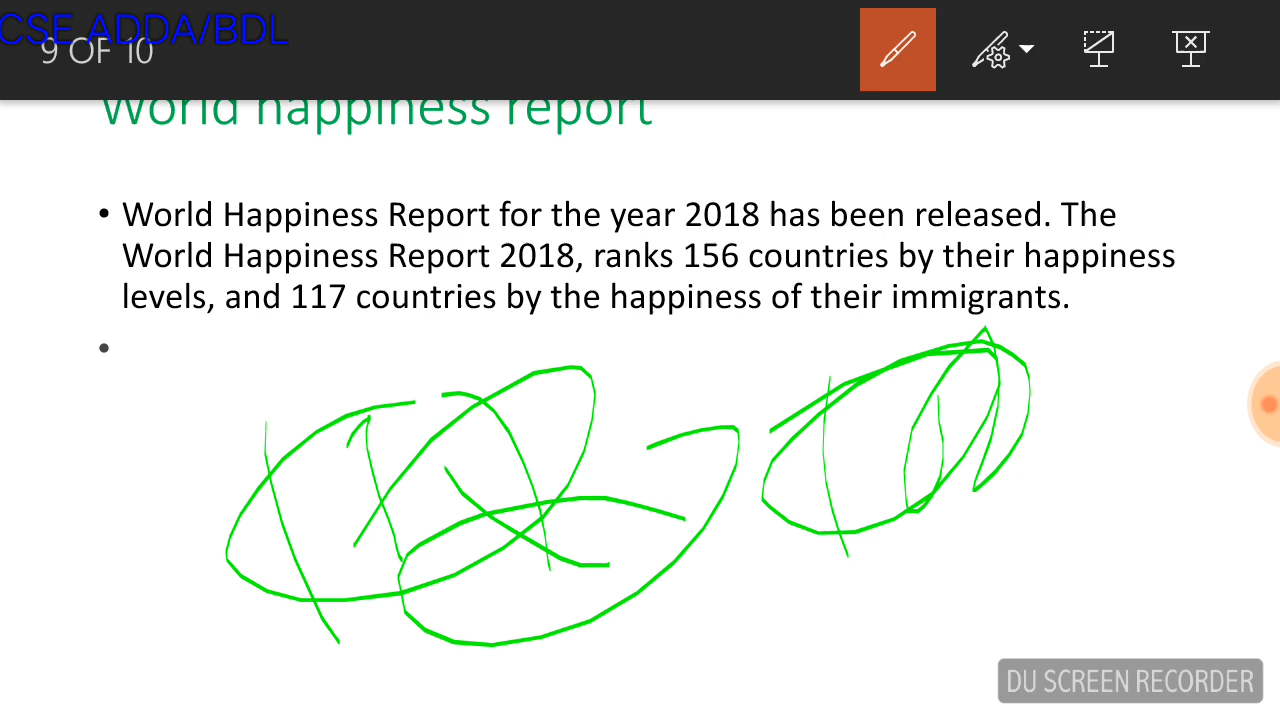 CSE ADDA/BDL
9 OF 10
World happiness report
• World Happiness Report for the year 2018 has been released. The
World Happiness Report 2018, ranks 156 countries by their happiness
levels, and 117 countries by the happiness of their immigrants.
•
DU SCREEN RECORDER